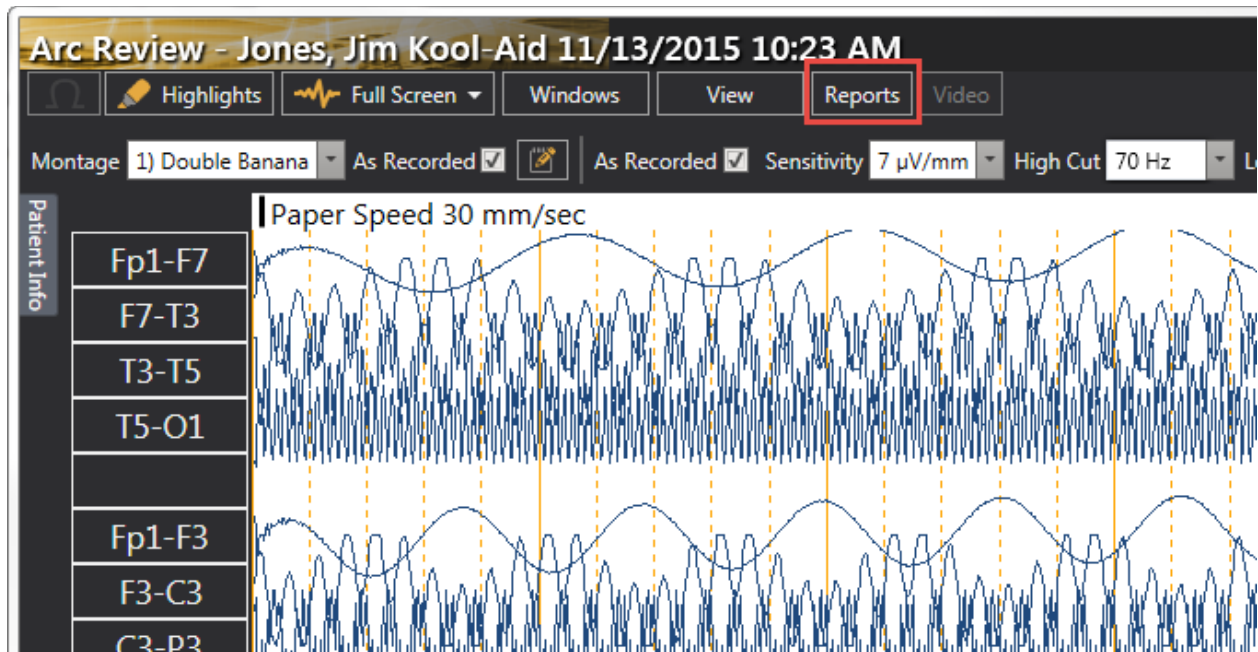 Arc Review - Jones, Jim Kool-Aid 11/13/2015 10:23 AM
Ω Highlights Full Screen Windows View Reports Video
Montage 1) Double Banana As Recorded As Recorded Sensitivity 7 µV/mm High Cut 70 Hz
Patient Info
Paper Speed 30 mm/sec
Fp1-F7
F7-T3
T3-T5
T5-O1
Fp1-F3
F3-C3
C3-P3